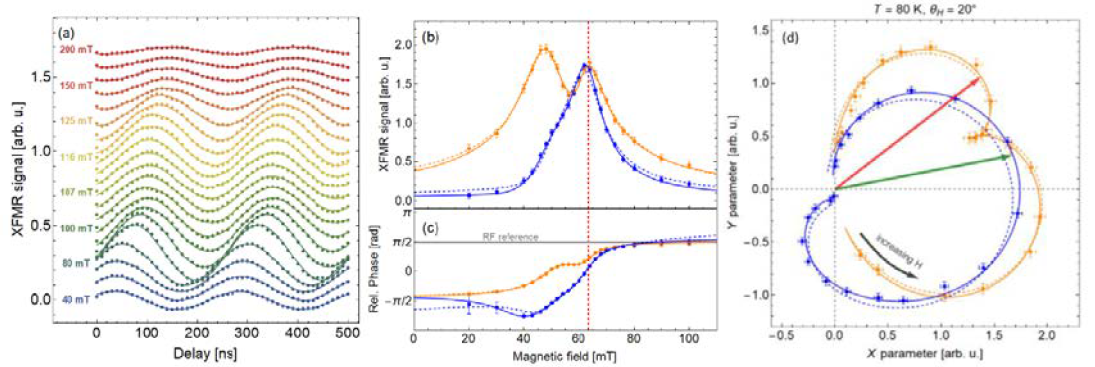 (a)
XFMR signal [arb. u.]
1.5
1.0
0.5
0.0
200 mT
150 mT
125 mT
116 mT
107 mT
100 mT
80 mT
40 mT
0 100 200 300 400 500
Delay [ns]
(b)
XFMR signal [arb. u.]
2.0
1.5
1.0
0.5
0.0
(c)
Rel. Phase [rad]
π
π/2
0
−π/2
RF reference
0 20 40 60 80 100
Magnetic field [mT]
T = 80 K, θH = 20°
(d)
Y parameter [arb. u.]
1.5
1.0
0.5
0.0
−0.5
−1.0
increasing H
−0.5 0.0 0.5 1.0 1.5 2.0
X parameter [arb. u.]